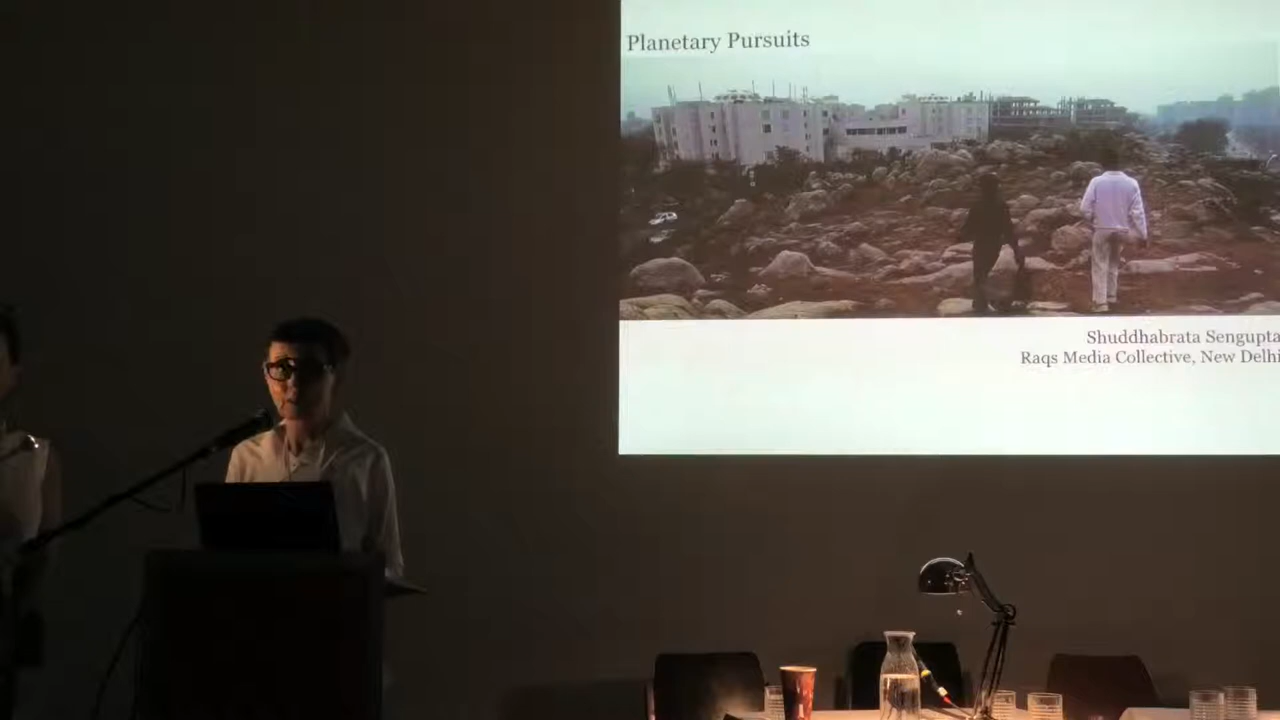 Planetary Pursuits
Shuddhabrata Sengupta
Raqs Media Collective, New Delhi